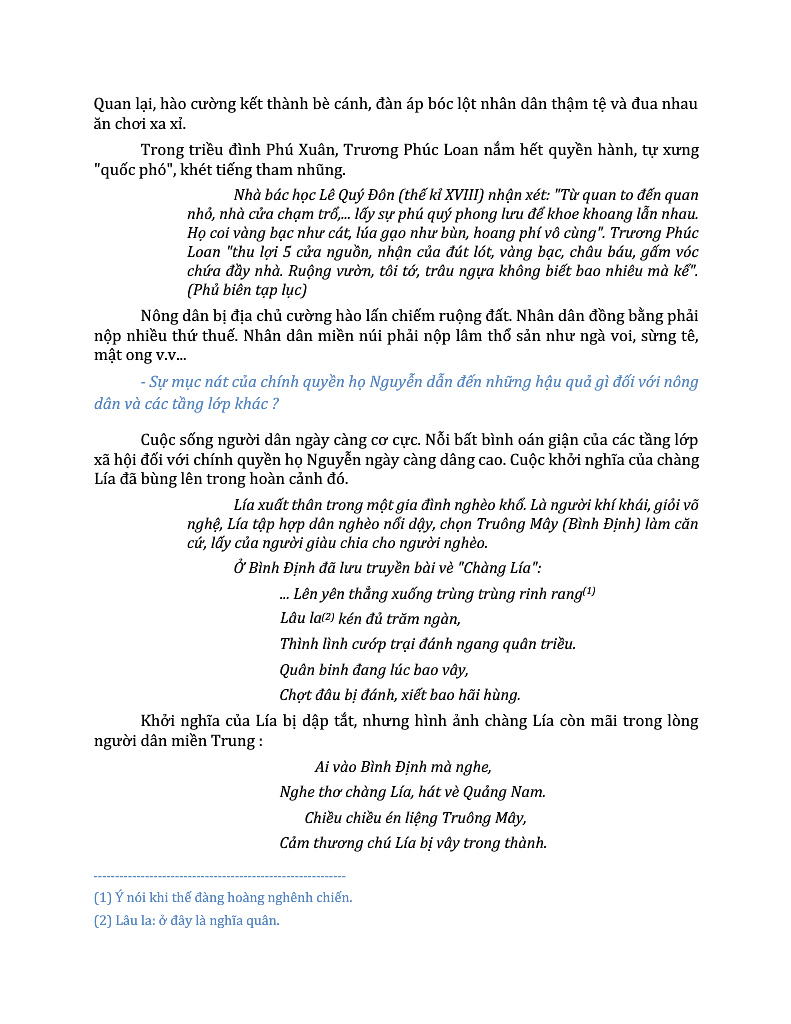 Quan lại, hào cường kết thành bè cánh, đàn áp bóc lột nhân dân thậm tệ và đua nhau
ăn chơi xa xỉ.
Trong triều đình Phú Xuân, Trương Phúc Loan nắm hết quyền hành, tự xưng
"quốc phó", khét tiếng tham nhũng.
Nhà bác học Lê Quý Đôn (thế kỉ XVIII) nhận xét: "Từ quan to đến quan
nhỏ, nhà cửa chạm trổ,... lấy sự phú quý phong lưu để khoe khoang lẫn nhau.
Họ coi vàng bạc như cát, lúa gạo như bùn, hoang phí vô cùng". Trương Phúc
Loan "thu lợi 5 cửa nguồn, nhận của đút lót, vàng bạc, châu báu, gấm vóc
chứa đầy nhà. Ruộng vườn, tôi tớ, trâu ngựa không biết bao nhiêu mà kể".
(Phủ biên tạp lục)
Nông dân bị địa chủ cường hào lấn chiếm ruộng đất. Nhân dân đồng bằng phải
nộp nhiều thứ thuế. Nhân dân miền núi phải nộp lâm thổ sản như ngà voi, sừng tê,
mật ong v.v...
- Sự mục nát của chính quyền họ Nguyễn dẫn đến những hậu quả gì đối với nông
dân và các tầng lớp khác ?
Cuộc sống người dân ngày càng cơ cực. Nỗi bất bình oán giận của các tầng lớp
xã hội đối với chính quyền họ Nguyễn ngày càng dâng cao. Cuộc khởi nghĩa của chàng
Lía đã bùng lên trong hoàn cảnh đó.
Lía xuất thân trong một gia đình nghèo khổ. Là người khí khái, giỏi võ
nghệ, Lía tập hợp dân nghèo nổi dậy, chọn Truông Mây (Bình Định) làm căn
cứ, lấy của người giàu chia cho người nghèo.
Ở Bình Định đã lưu truyền bài vè "Chàng Lía":
... Lên yên thẳng xuống trùng trùng rinh rang(1)
Lâu la(2) kén đủ trăm ngàn,
Thình lình cướp trại đánh ngang quân triều.
Quân binh đang lúc bao vây,
Chợt đâu bị đánh, xiết bao hãi hùng.
Khởi nghĩa của Lía bị dập tắt, nhưng hình ảnh chàng Lía còn mãi trong lòng
người dân miền Trung :
Ai vào Bình Định mà nghe,
Nghe thơ chàng Lía, hát vè Quảng Nam.
Chiều chiều én liệng Truông Mây,
Cảm thương chú Lía bị vây trong thành.
-----------------------------------------------------------
(1) Ý nói khi thế đàng hoàng nghênh chiến.
(2) Lâu la: ở đây là nghĩa quân.